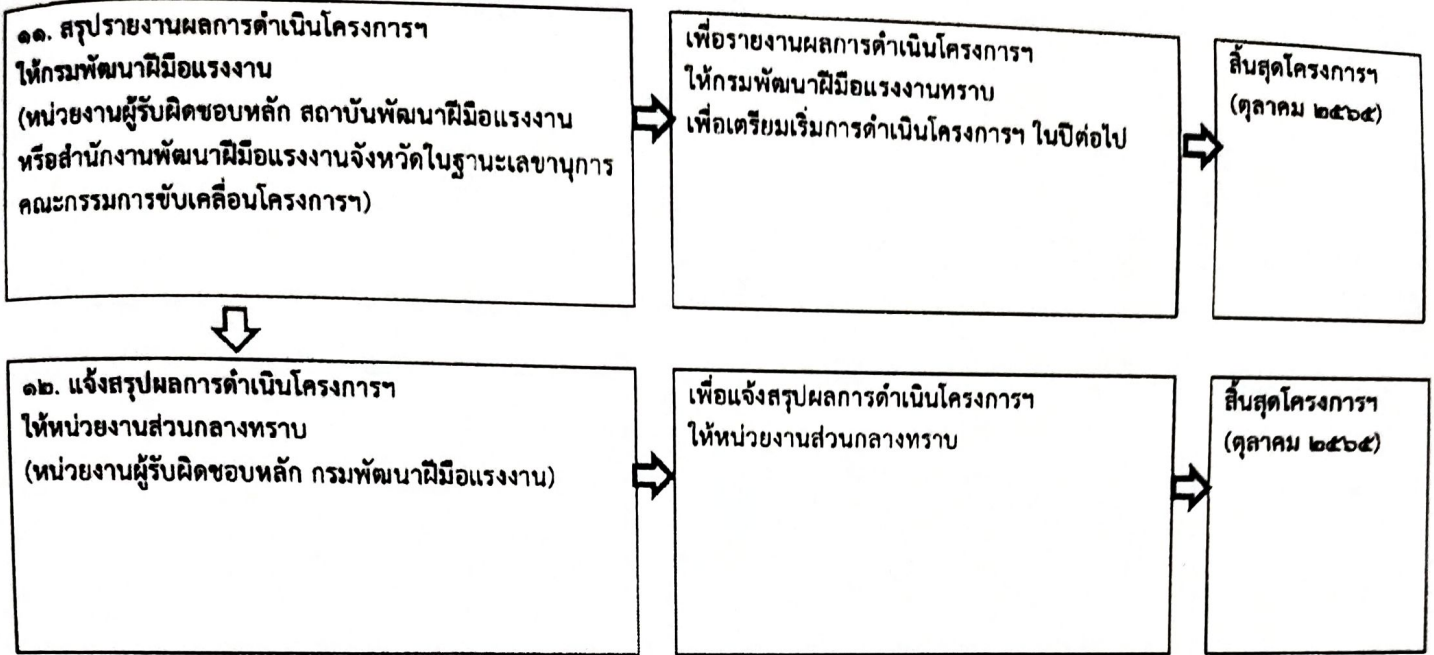 ๑๑. สรุปรายงานผลการดำเนินโครงการฯ
ให้กรมพัฒนาฝีมือแรงงาน
(หน่วยงานผู้รับผิดชอบหลัก สถาบันพัฒนาฝีมือแรงงาน
หรือสำนักงานพัฒนาฝีมือแรงงานจังหวัดในฐานะเลขานุการ
คณะกรรมการขับเคลื่อนโครงการฯ)
เพื่อรายงานผลการดำเนินโครงการฯ
ให้กรมพัฒนาฝีมือแรงงานทราบ
เพื่อเตรียมเริ่มการดำเนินโครงการฯ ในปีต่อไป
สิ้นสุดโครงการฯ
(ตุลาคม ๒๕๖๕)
๑๒. แจ้งสรุปผลการดำเนินโครงการฯ
ให้หน่วยงานส่วนกลางทราบ
(หน่วยงานผู้รับผิดชอบหลัก กรมพัฒนาฝีมือแรงงาน)
เพื่อแจ้งสรุปผลการดำเนินโครงการฯ
ให้หน่วยงานส่วนกลางทราบ
สิ้นสุดโครงการฯ
(ตุลาคม ๒๕๖๕)